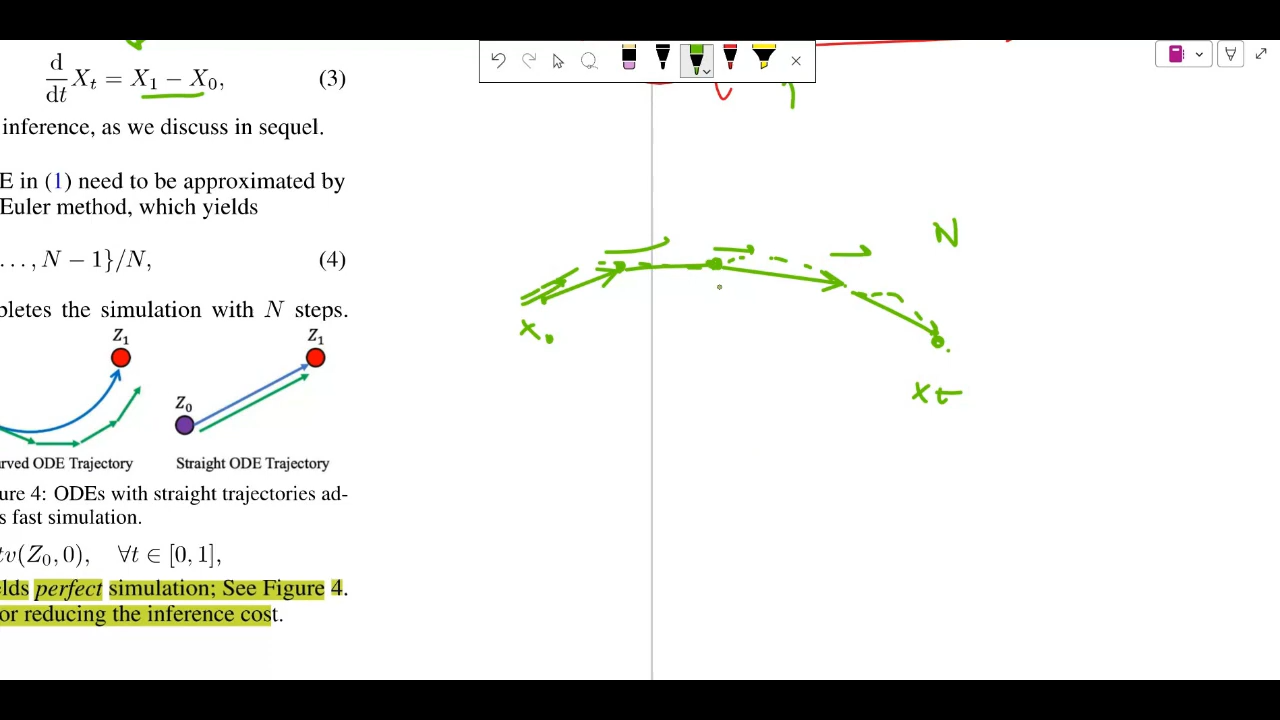 d/dt X_t = X_1 − X_0, (3)
inference, as we discuss in sequel.
E in (1) need to be approximated by
Euler method, which yields
. . . , N − 1}/N, (4)
pletes the simulation with N steps.
Z_1
Z_1
Z_0
urved ODE Trajectory
Straight ODE Trajectory
ure 4: ODEs with straight trajectories ad-
s fast simulation.
tv(Z_0, 0), ∀t ∈ [0, 1],
elds perfect simulation; See Figure 4.
or reducing the inference cost.
N
x_0
x_t